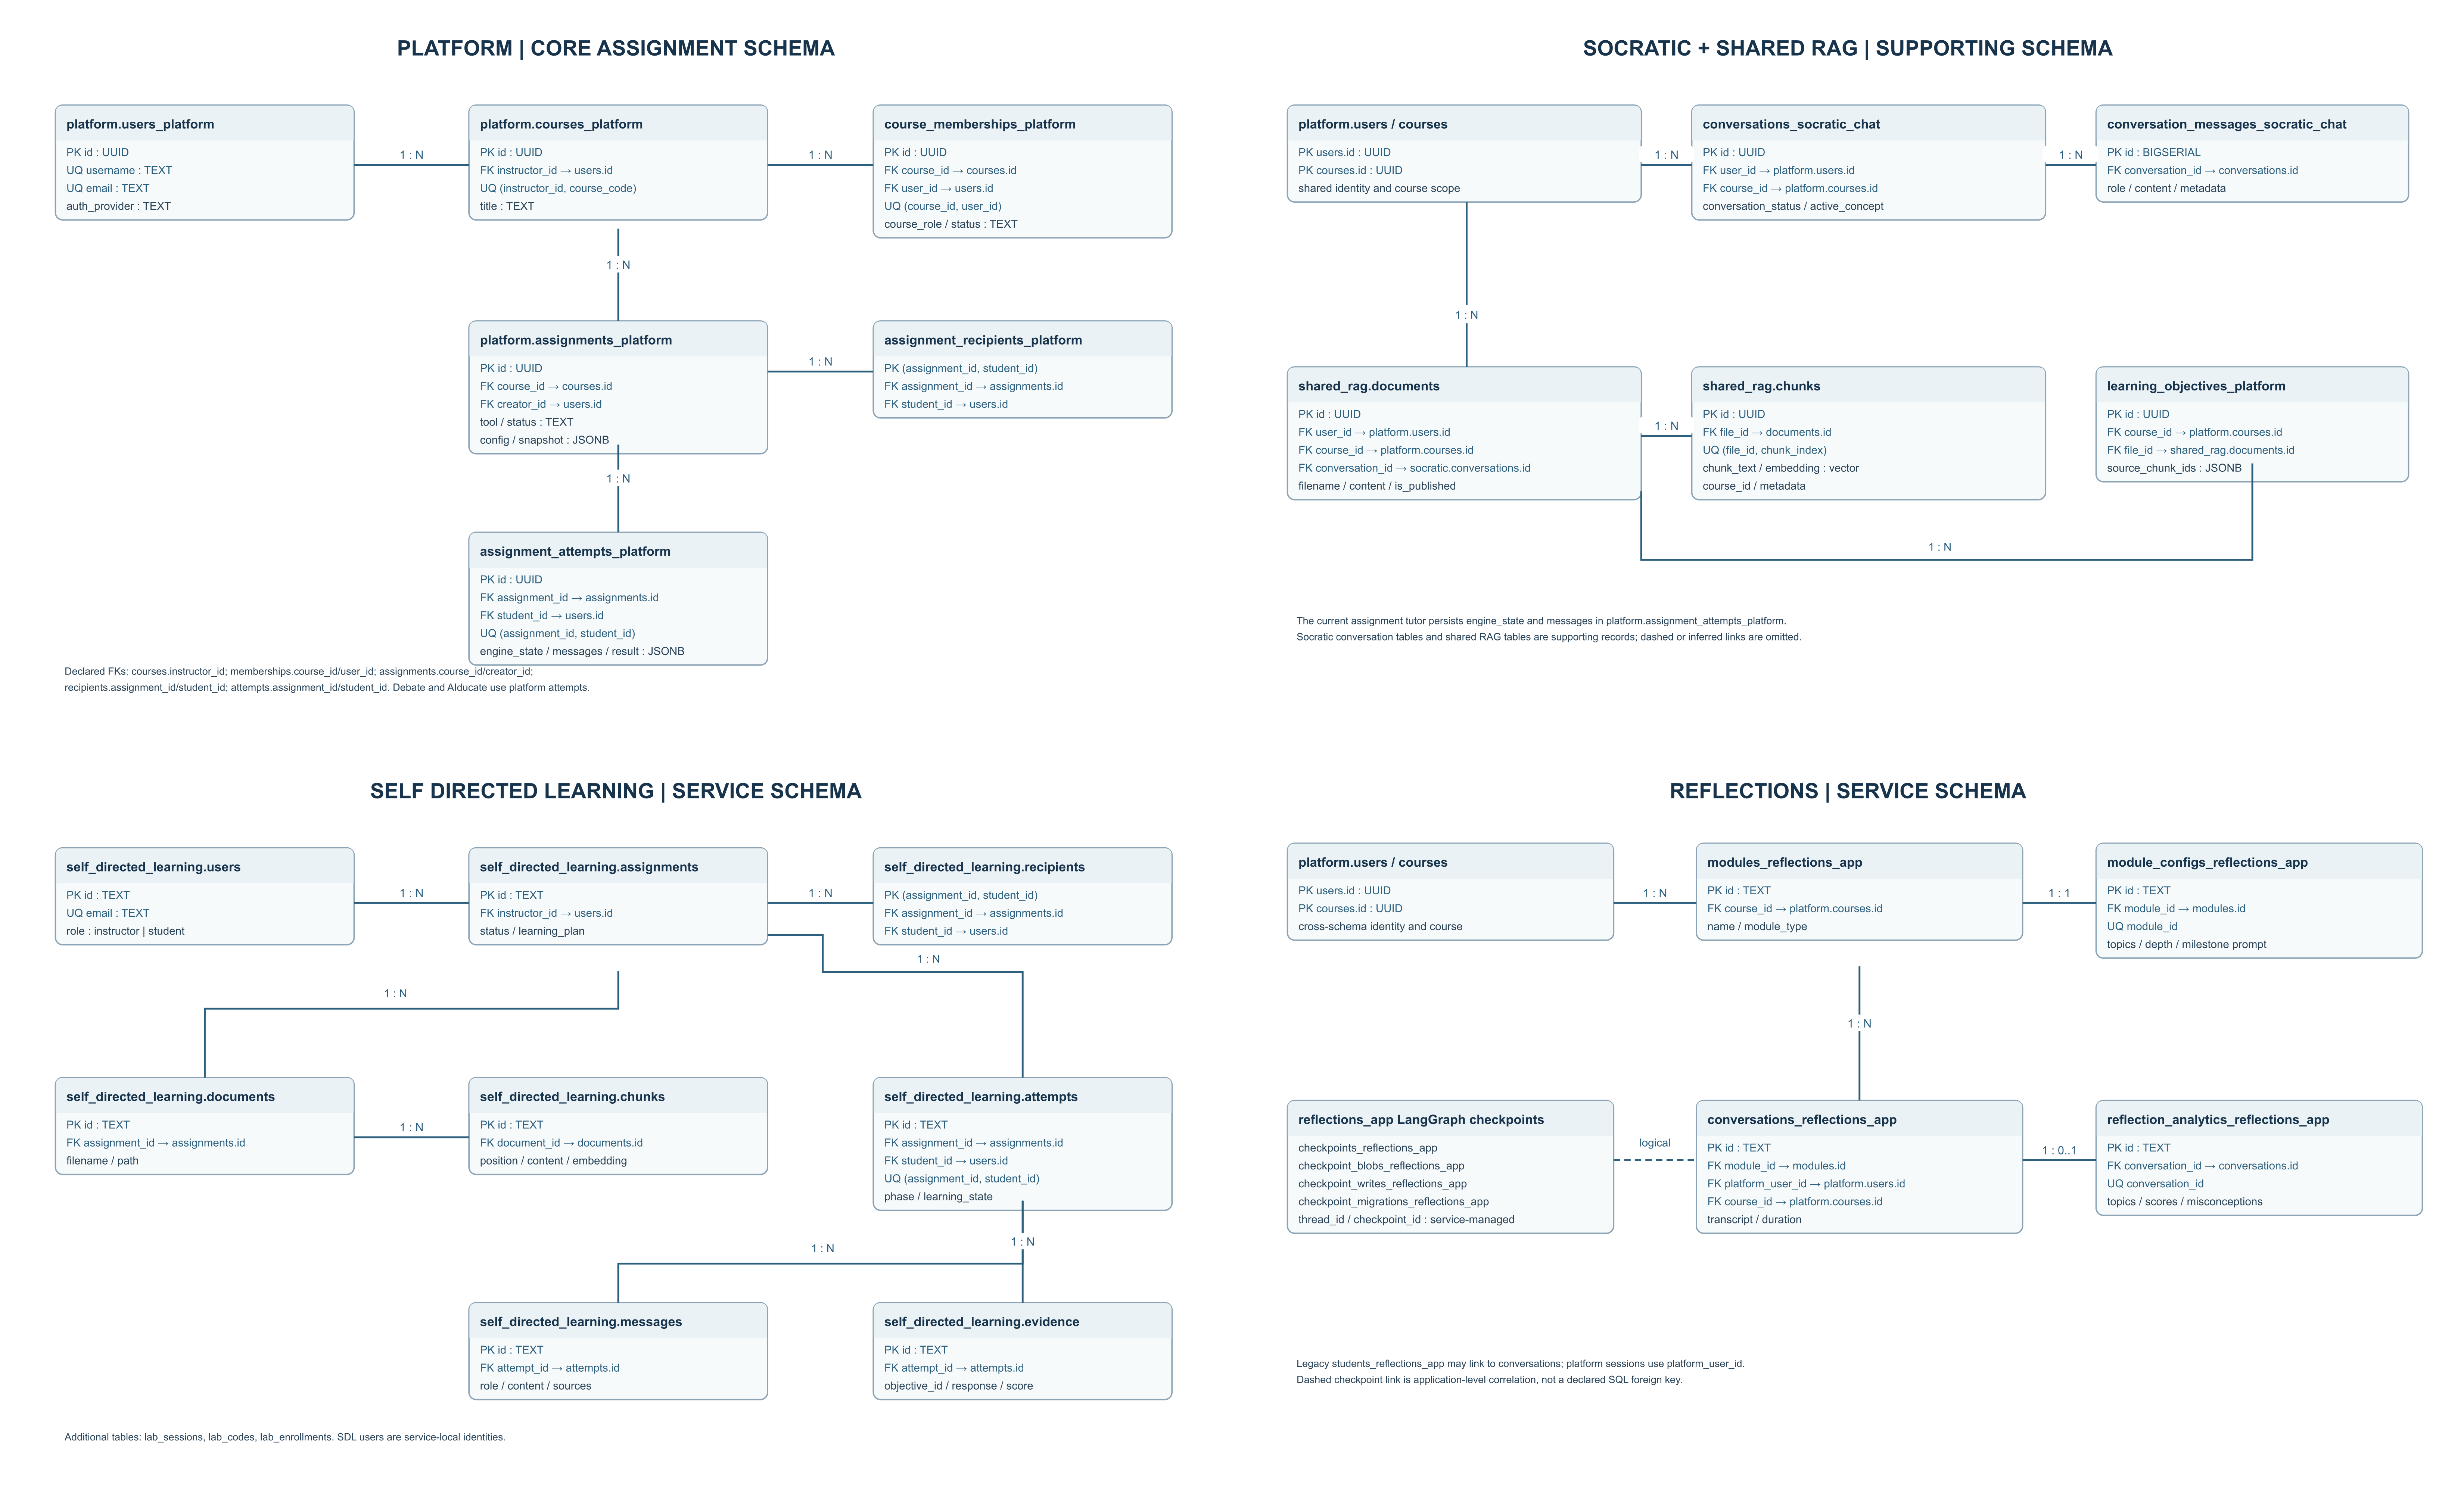 PLATFORM | CORE ASSIGNMENT SCHEMA
platform.users_platform
PK id : UUID
UQ username : TEXT
UQ email : TEXT
auth_provider : TEXT
1 : N
platform.courses_platform
PK id : UUID
FK instructor_id → users.id
UQ (instructor_id, course_code)
title : TEXT
1 : N
course_memberships_platform
PK id : UUID
FK course_id → courses.id
FK user_id → users.id
UQ (course_id, user_id)
course_role / status : TEXT
1 : N
platform.assignments_platform
PK id : UUID
FK course_id → courses.id
FK creator_id → users.id
tool / status : TEXT
config / snapshot : JSONB
1 : N
assignment_recipients_platform
PK (assignment_id, student_id)
FK assignment_id → assignments.id
FK student_id → users.id
1 : N
assignment_attempts_platform
PK id : UUID
FK assignment_id → assignments.id
FK student_id → users.id
UQ (assignment_id, student_id)
engine_state / messages / result : JSONB
Declared FKs: courses.instructor_id; memberships.course_id/user_id; assignments.course_id/creator_id;
recipients.assignment_id/student_id; attempts.assignment_id/student_id. Debate and AIducate use platform attempts.
SOCRATIC + SHARED RAG | SUPPORTING SCHEMA
platform.users / courses
PK users.id : UUID
PK courses.id : UUID
shared identity and course scope
1 : N
conversations_socratic_chat
PK id : UUID
FK user_id → platform.users.id
FK course_id → platform.courses.id
conversation_status / active_concept
1 : N
conversation_messages_socratic_chat
PK id : BIGSERIAL
FK conversation_id → conversations.id
role / content / metadata
1 : N
shared_rag.documents
PK id : UUID
FK user_id → platform.users.id
FK course_id → platform.courses.id
FK conversation_id → socratic.conversations.id
filename / content / is_published
1 : N
shared_rag.chunks
PK id : UUID
FK file_id → documents.id
UQ (file_id, chunk_index)
chunk_text / embedding : vector
course_id / metadata
learning_objectives_platform
PK id : UUID
FK course_id → platform.courses.id
FK file_id → shared_rag.documents.id
source_chunk_ids : JSONB
1 : N
The current assignment tutor persists engine_state and messages in platform.assignment_attempts_platform.
Socratic conversation tables and shared RAG tables are supporting records; dashed or inferred links are omitted.
SELF DIRECTED LEARNING | SERVICE SCHEMA
self_directed_learning.users
PK id : TEXT
UQ email : TEXT
role : instructor | student
1 : N
self_directed_learning.assignments
PK id : TEXT
FK instructor_id → users.id
status / learning_plan
1 : N
self_directed_learning.recipients
PK (assignment_id, student_id)
FK assignment_id → assignments.id
FK student_id → users.id
1 : N
1 : N
self_directed_learning.documents
PK id : TEXT
FK assignment_id → assignments.id
filename / path
1 : N
self_directed_learning.chunks
PK id : TEXT
FK document_id → documents.id
position / content / embedding
self_directed_learning.attempts
PK id : TEXT
FK assignment_id → assignments.id
FK student_id → users.id
UQ (assignment_id, student_id)
phase / learning_state
1 : N
1 : N
self_directed_learning.messages
PK id : TEXT
FK attempt_id → attempts.id
role / content / sources
self_directed_learning.evidence
PK id : TEXT
FK attempt_id → attempts.id
objective_id / response / score
Additional tables: lab_sessions, lab_codes, lab_enrollments. SDL users are service-local identities.
REFLECTIONS | SERVICE SCHEMA
platform.users / courses
PK users.id : UUID
PK courses.id : UUID
cross-schema identity and course
1 : N
modules_reflections_app
PK id : TEXT
FK course_id → platform.courses.id
name / module_type
1 : 1
module_configs_reflections_app
PK id : TEXT
FK module_id → modules.id
UQ module_id
topics / depth / milestone prompt
1 : N
reflections_app LangGraph checkpoints
checkpoints_reflections_app
checkpoint_blobs_reflections_app
checkpoint_writes_reflections_app
checkpoint_migrations_reflections_app
thread_id / checkpoint_id : service-managed
logical
conversations_reflections_app
PK id : TEXT
FK module_id → modules.id
FK platform_user_id → platform.users.id
FK course_id → platform.courses.id
transcript / duration
1 : 0..1
reflection_analytics_reflections_app
PK id : TEXT
FK conversation_id → conversations.id
UQ conversation_id
topics / scores / misconceptions
Legacy students_reflections_app may link to conversations; platform sessions use platform_user_id.
Dashed checkpoint link is application-level correlation, not a declared SQL foreign key.